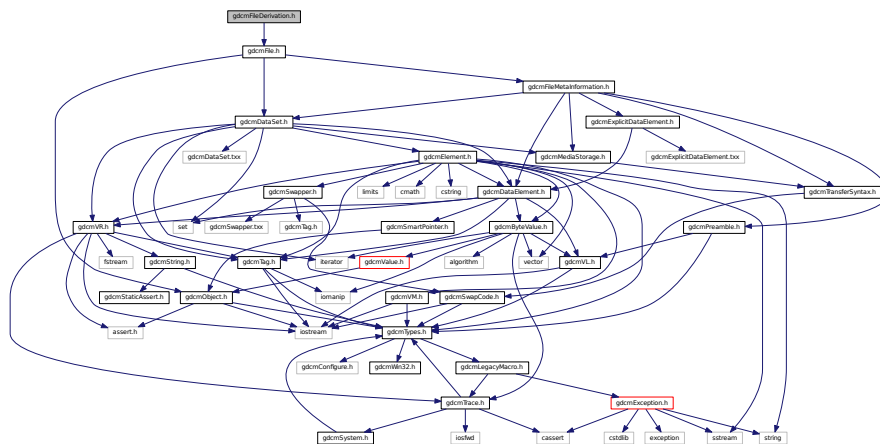 gdcmFileDerivation.h
gdcmFile.h
gdcmFileMetaInformation.h
gdcmDataSet.h
gdcmExplicitDataElement.h
gdcmDataSet.txx
gdcmElement.h
gdcmMediaStorage.h
gdcmExplicitDataElement.txx
gdcmSwapper.h
limits
cmath
cstring
gdcmDataElement.h
gdcmTransferSyntax.h
gdcmVR.h
set
gdcmSwapper.txx
gdcmTag.h
gdcmSmartPointer.h
gdcmByteValue.h
gdcmPreamble.h
fstream
gdcmString.h
gdcmTag.h
iterator
gdcmValue.h
algorithm
vector
gdcmVL.h
gdcmStaticAssert.h
gdcmObject.h
iomanip
gdcmVM.h
gdcmSwapCode.h
assert.h
iostream
gdcmTypes.h
gdcmConfigure.h
gdcmWin32.h
gdcmLegacyMacro.h
gdcmTrace.h
gdcmException.h
gdcmSystem.h
iosfwd
cassert
cstdlib
exception
sstream
string